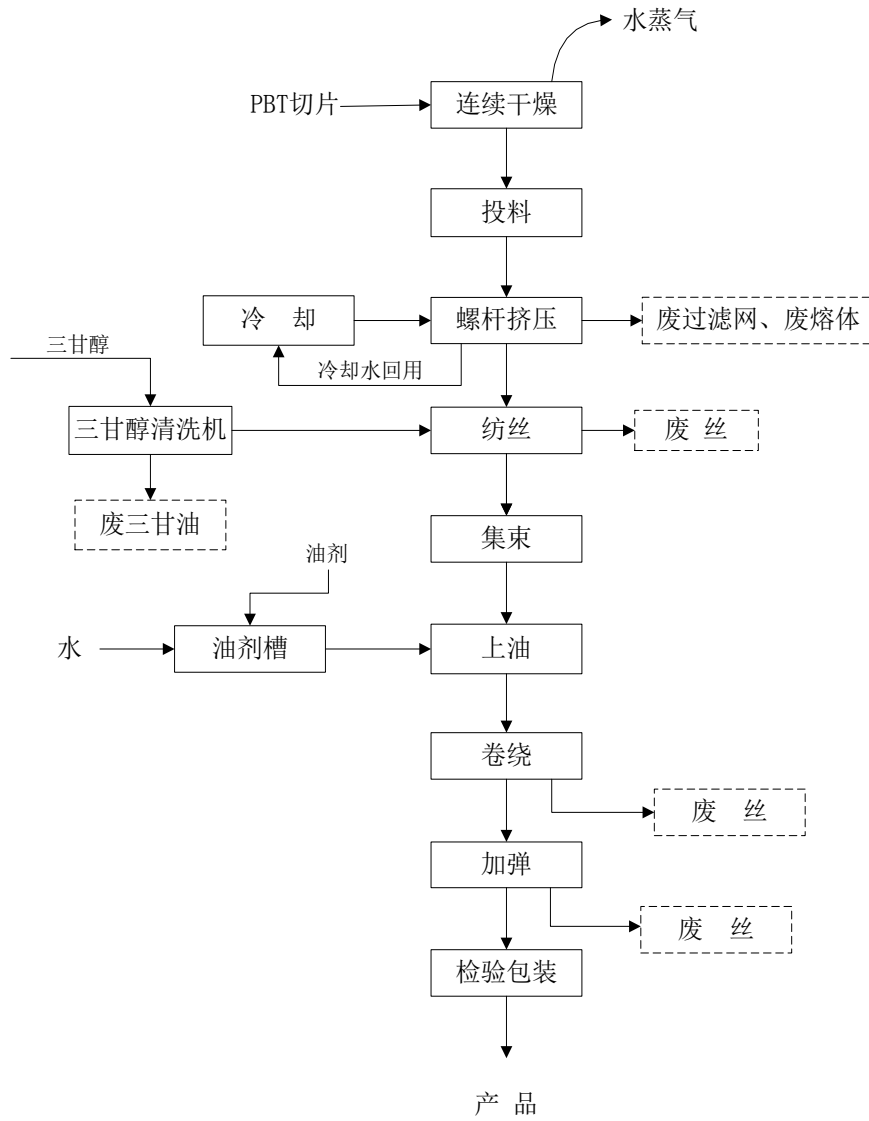 水蒸气
PBT切片
连续干燥
投料
冷 却
螺杆挤压
废过滤网、废熔体
三甘醇
冷却水回用
三甘醇清洗机
纺丝
废 丝
废三甘油
集束
油剂
水
油剂槽
上油
卷绕
废 丝
加弹
废 丝
检验包装
产 品